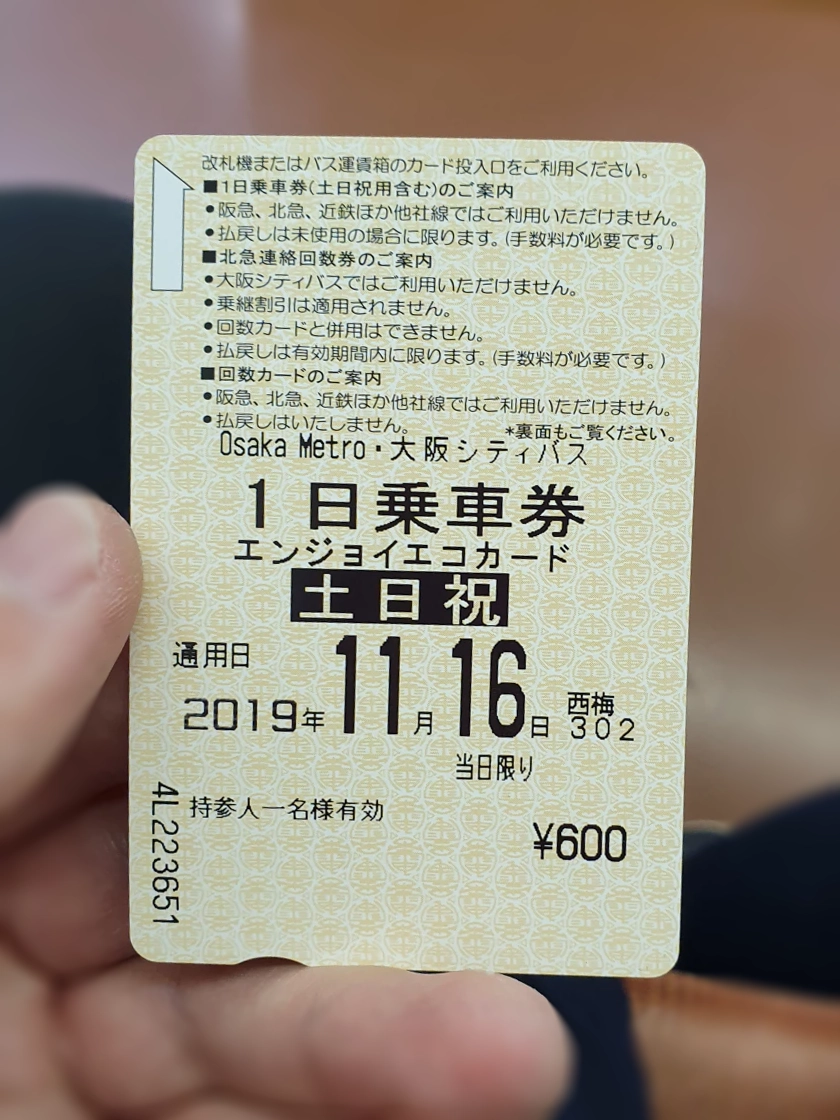 改札機またはバス運賃箱のカード投入口をご利用ください。
■1日乗車券(土日祝用含む)のご案内
●阪急、北急、近鉄ほか他社線ではご利用いただけません。
●払戻しは未使用の場合に限ります。(手数料が必要です。)
■北急連絡回数券のご案内
●大阪シティバスではご利用いただけません。
●乗継割引は適用されません。
●回数カードと併用はできません。
●払戻しは有効期間内に限ります。(手数料が必要です。)
■回数カードのご案内
●阪急、北急、近鉄ほか他社線ではご利用いただけません。
●払戻しはいたしません。 *裏面もご覧ください。
Osaka Metro・大阪シティバス
1日乗車券
エンジョイエコカード
土日祝
通用日
2019年11月16日 西梅302
当日限り
持参人一名様有効
¥600
4L223651